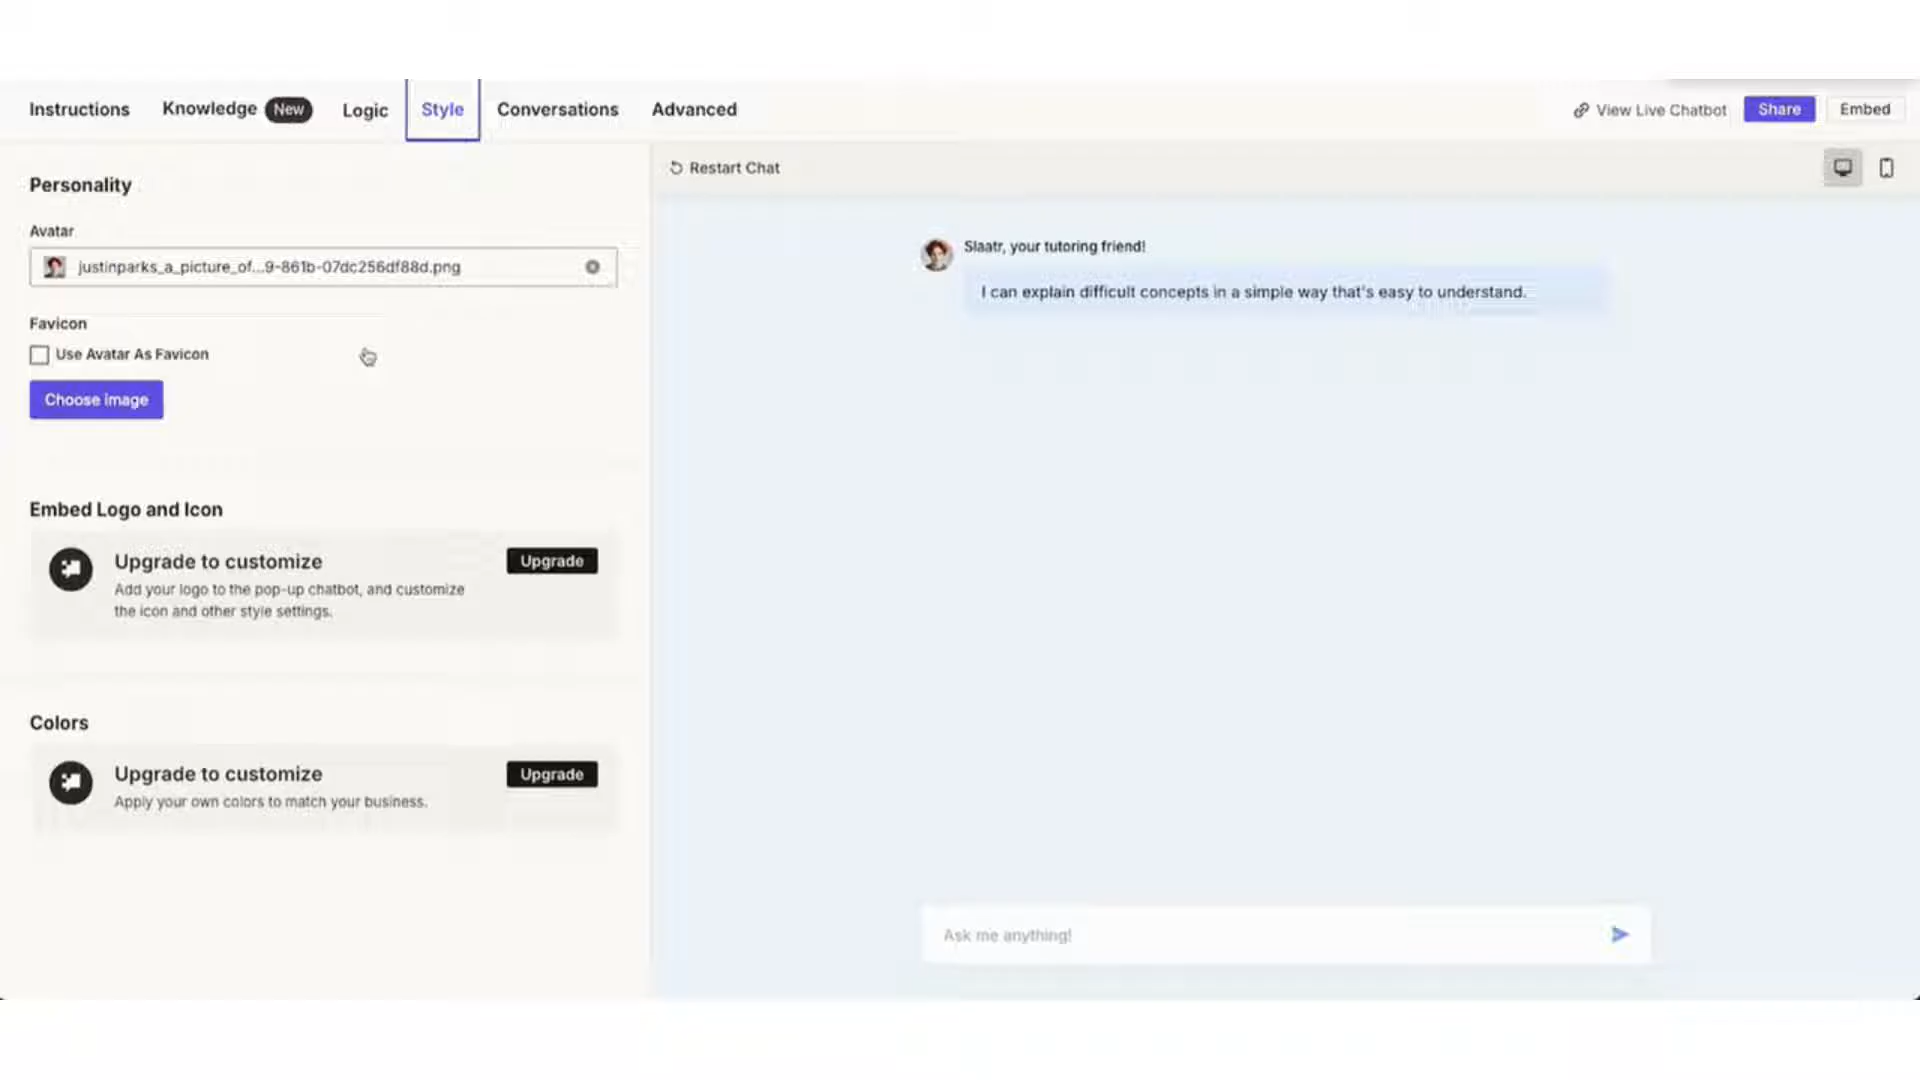 Instructions
Knowledge New
Logic
Style
Conversations
Advanced
View Live Chatbot
Share
Embed
Personality
Avatar
justinparks_a_picture_of...9-861b-07dc256df88d.png
Favicon
Use Avatar As Favicon
Choose image
Embed Logo and Icon
Upgrade to customize
Upgrade
Add your logo to the pop-up chatbot, and customize
the icon and other style settings.
Colors
Upgrade to customize
Upgrade
Apply your own colors to match your business.
Restart Chat
Slaatr, your tutoring friend!
I can explain difficult concepts in a simple way that's easy to understand.
Ask me anything!